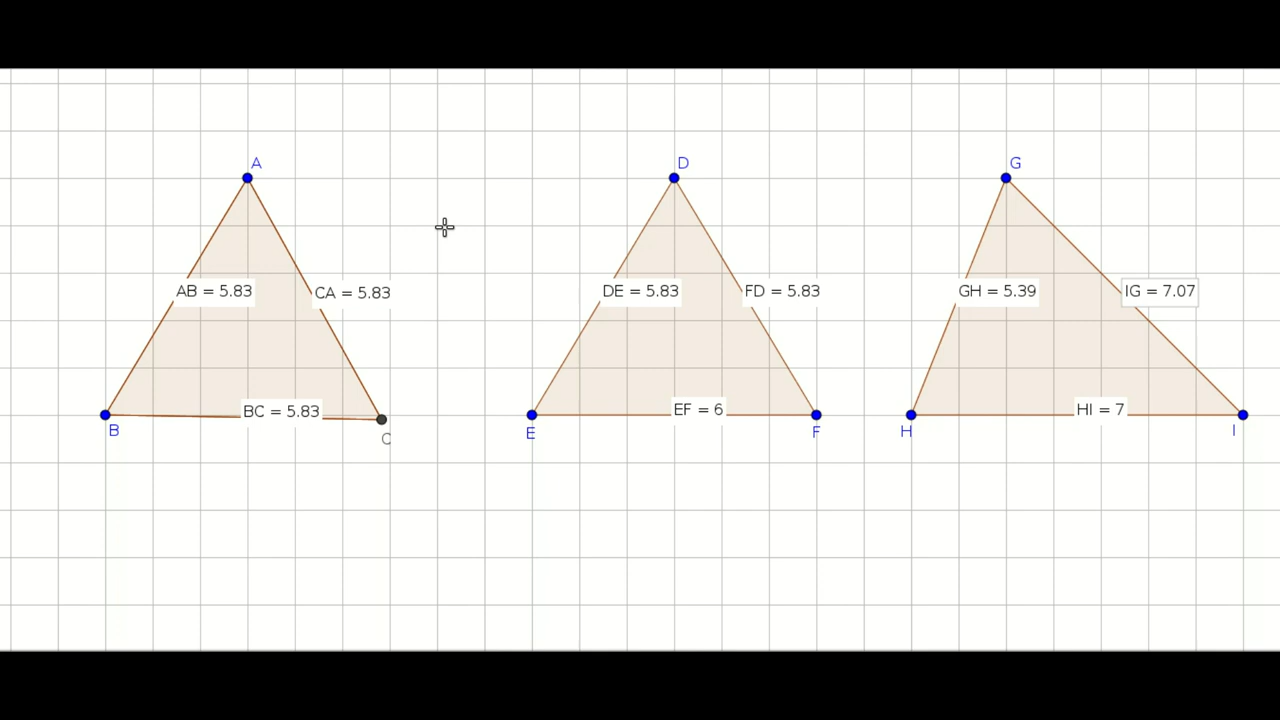 A
D
G
AB = 5.83
CA = 5.83
DE = 5.83
FD = 5.83
GH = 5.39
IG = 7.07
BC = 5.83
EF = 6
HI = 7
B
C
E
F
H
I